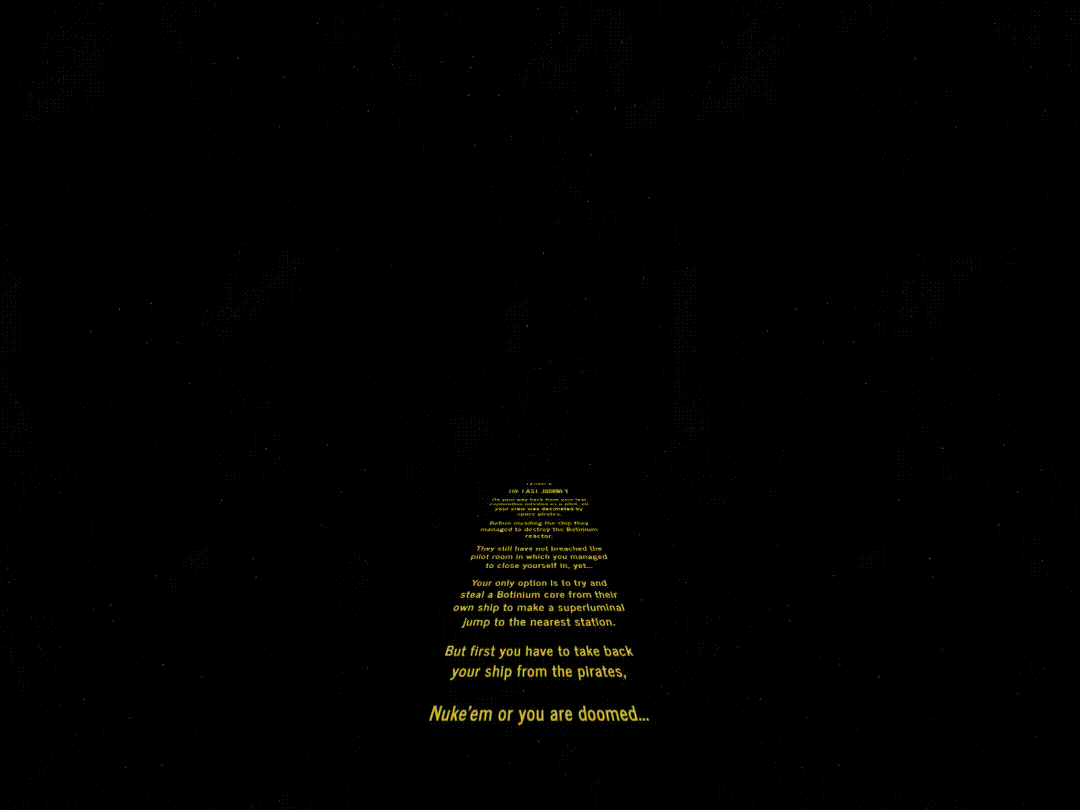 THE LAST JOURNEY
On your way back from your last
exploration mission as a pilot, all
your crew was decimated by
space pirates.
Before invading the ship they
managed to destroy the Botinium
reactor.
They still have not breached the
pilot room in which you managed
to close yourself in, yet...
Your only option is to try and
steal a Botinium core from their
own ship to make a superluminal
jump to the nearest station.
But first you have to take back
your ship from the pirates,
Nuke'em or you are doomed...